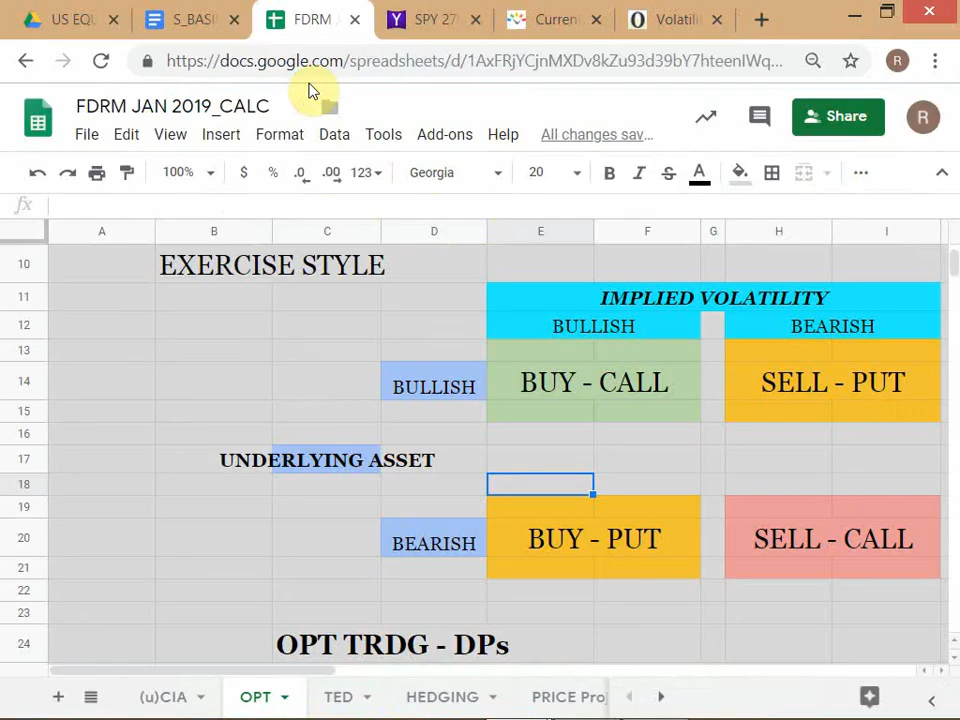 US EQU
S_BASI
FDRM
SPY 27
Current
Volatili
https://docs.google.com/spreadsheets/d/1AxFRjYCjnMXDv8kZu93d39bY7hteenIWq...
R
FDRM JAN 2019_CALC
Share
R
File Edit View Insert Format Data Tools Add-ons Help All changes sav...
100% $ % .0 .00 123 Georgia 20 B I S A
fx
A B C D E F G H I
10 EXERCISE STYLE
11 IMPLIED VOLATILITY
12 BULLISH BEARISH
13
14 BULLISH BUY - CALL SELL - PUT
15
16
17 UNDERLYING ASSET
18
19
20 BEARISH BUY - PUT SELL - CALL
21
22
23
24 OPT TRDG - DPs
(u)CIA OPT TED HEDGING PRICE Proj